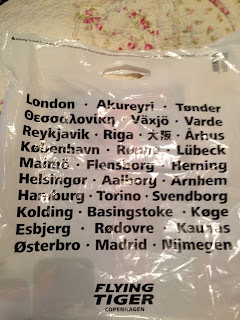 London · Akureyri · Tønder
Θεσσαλονίκη · Växjö · Varde
Reykjavik · Riga · 大阪 · Århus
København · Rønne · Lübeck
Malmö · Flensborg · Herning
Helsingør · Aalborg · Arnhem
Hamburg · Torino · Svendborg
Kolding · Basingstoke · Køge
Esbjerg · Rødovre · Kaunas
Østerbro · Madrid · Nijmegen
FLYING
TIGER
COPENHAGEN